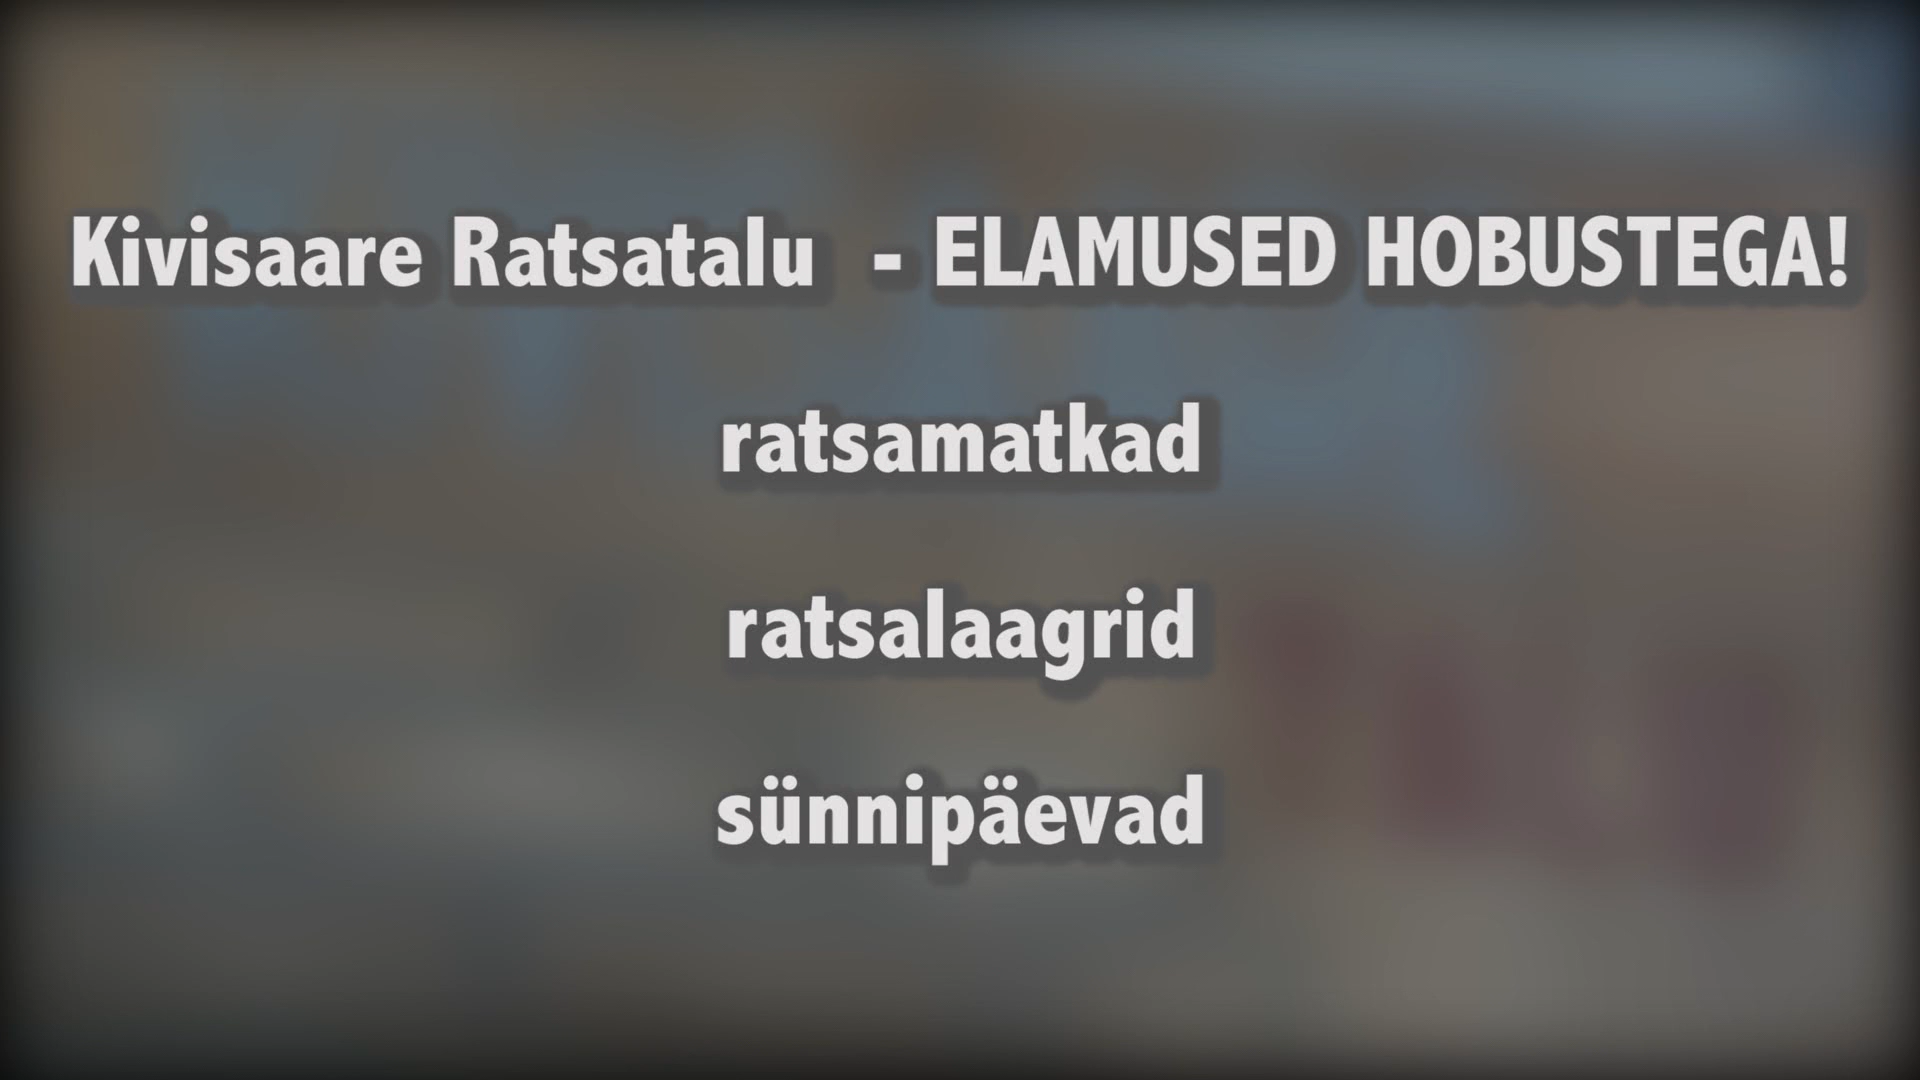 Kivisaare Ratsatalu - ELAMUSED HOBUSTEGA!
ratsamatkad
ratsalaagrid
sünnipäevad